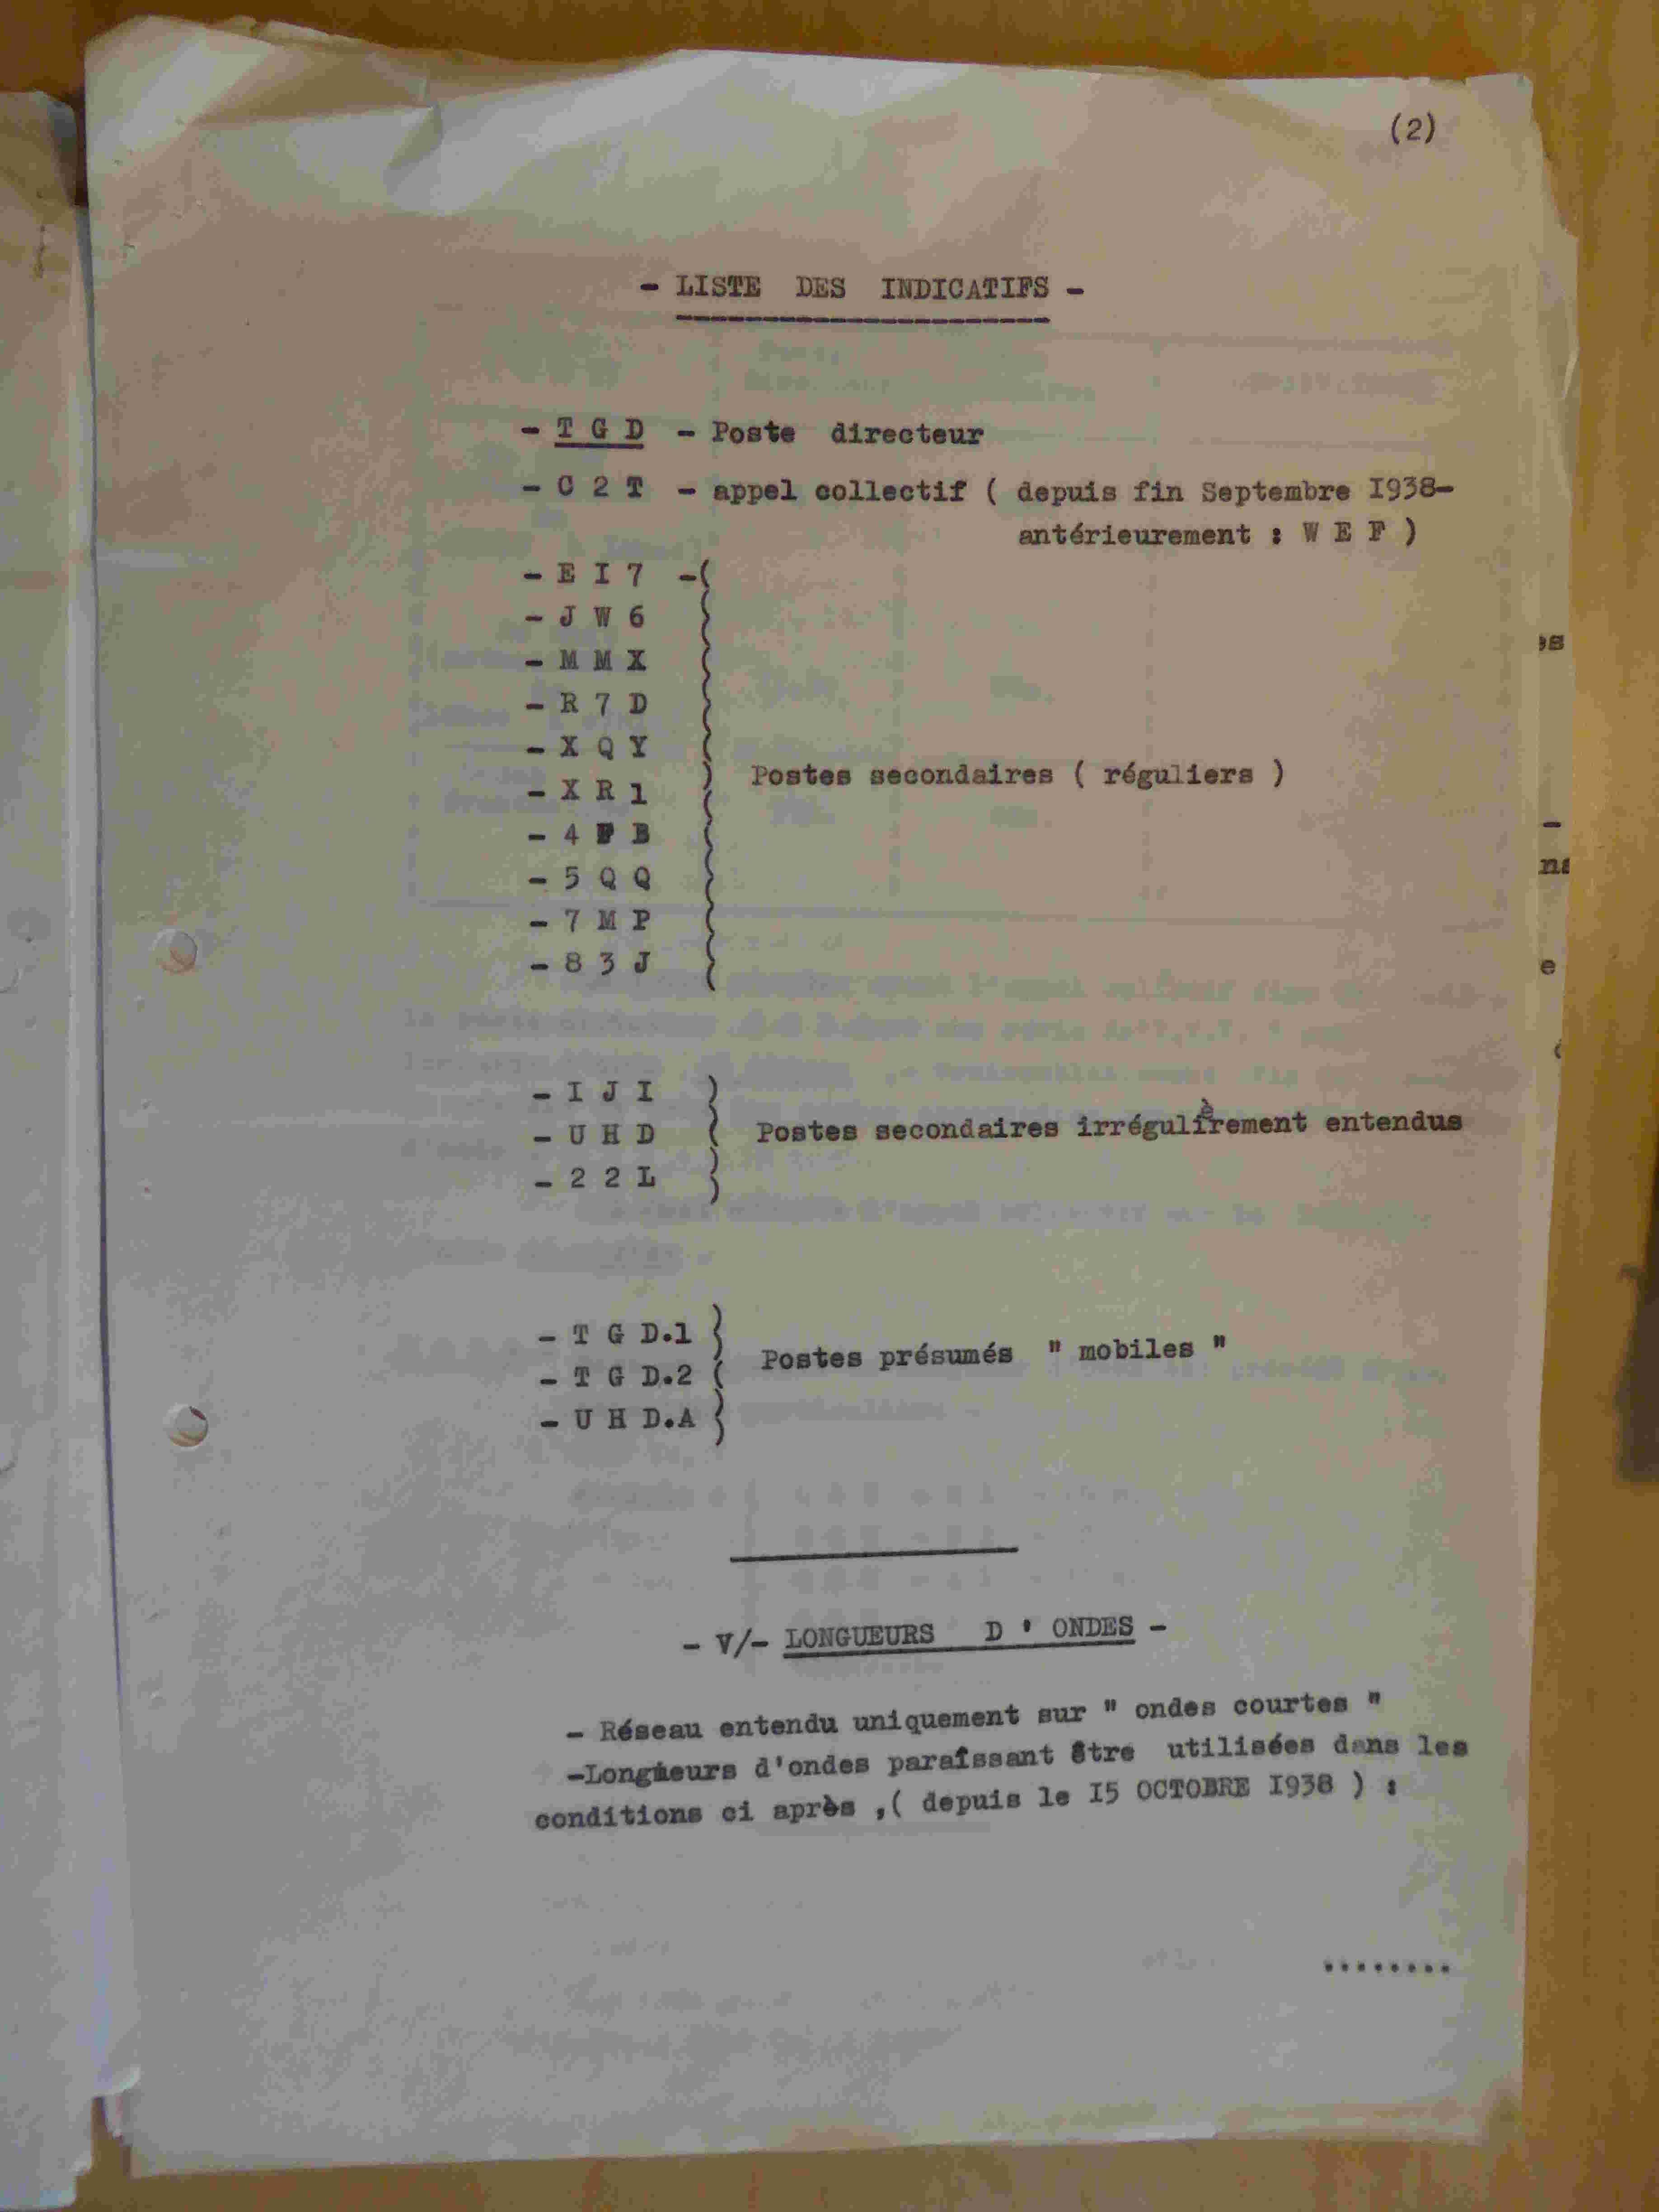 (2)
- LISTE DES INDICATIFS -
- T G D - Poste directeur
- C 2 T - appel collectif ( depuis fin Septembre I938-
antérieurement : W E F )
- E I 7 -(
- J W 6
- M M X
- R 7 D
- X Q Y
Postes secondaires ( réguliers )
- X R 1
- 4 F B
- 5 Q Q
- 7 M P
- 8 3 J
- I J I
- U H D
Postes secondaires irrégulièrement entendus
- 2 2 L
- T G D.1
Postes présumés " mobiles "
- T G D.2
- U H D.A
- V/- LONGUEURS D ' ONDES -
- Réseau entendu uniquement sur " ondes courtes "
-Longueurs d'ondes paraîssant être utilisées dans les
conditions ci après ,( depuis le I5 OCTOBRE I938 ) :
........